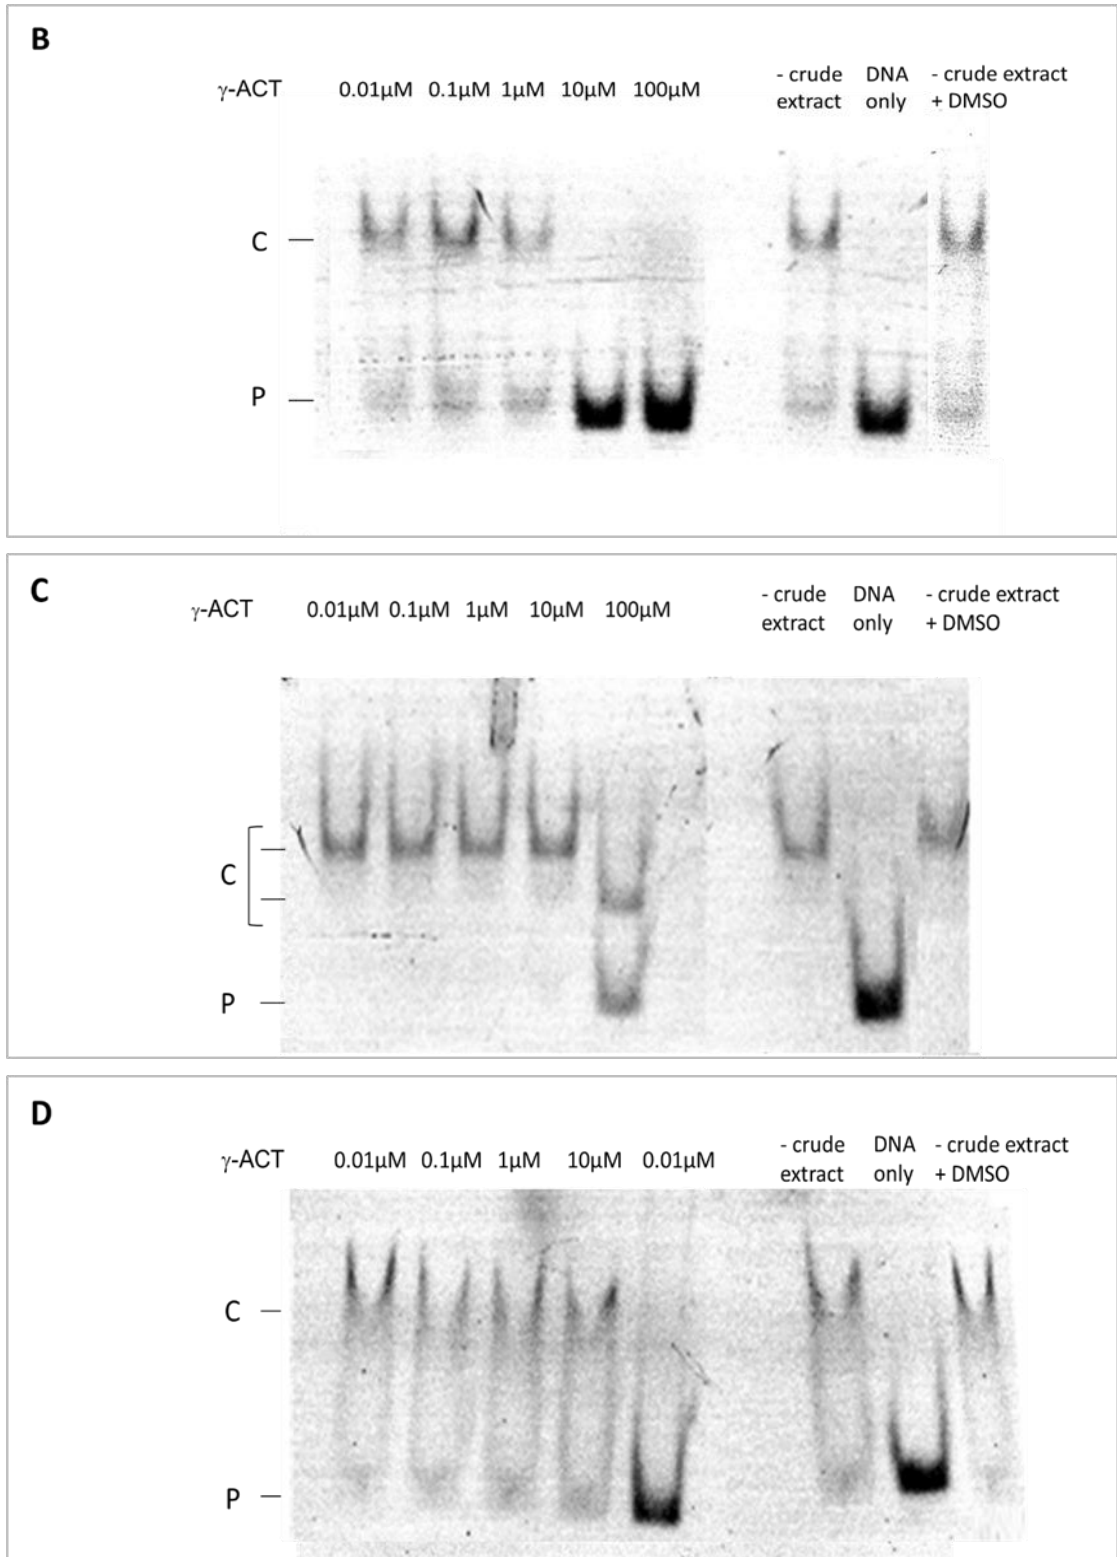 B
- crude DNA - crude extract
γ-ACT 0.01μM 0.1μM 1μM 10μM 100μM extract only + DMSO
C
P
C
- crude DNA - crude extract
γ-ACT 0.01μM 0.1μM 1μM 10μM 100μM extract only + DMSO
C
P
D
- crude DNA - crude extract
γ-ACT 0.01μM 0.1μM 1μM 10μM 0.01μM extract only + DMSO
C
P